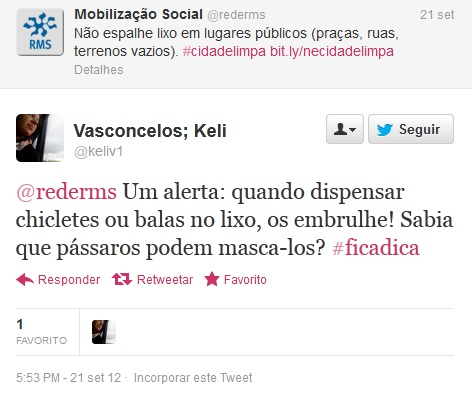 Mobilização Social @rederms 21 set
RMS
Não espalhe lixo em lugares públicos (praças, ruas,
terrenos vazios). #cidadelimpa bit.ly/necidadelimpa
Detalhes
Vasconcelos; Keli
@keliv1
Seguir
@rederms Um alerta: quando dispensar
chicletes ou balas no lixo, os embrulhe! Sabia
que pássaros podem masca-los? #ficadica
Responder Retweetar Favorito
1
FAVORITO
5:53 PM - 21 set 12 · Incorporar este Tweet